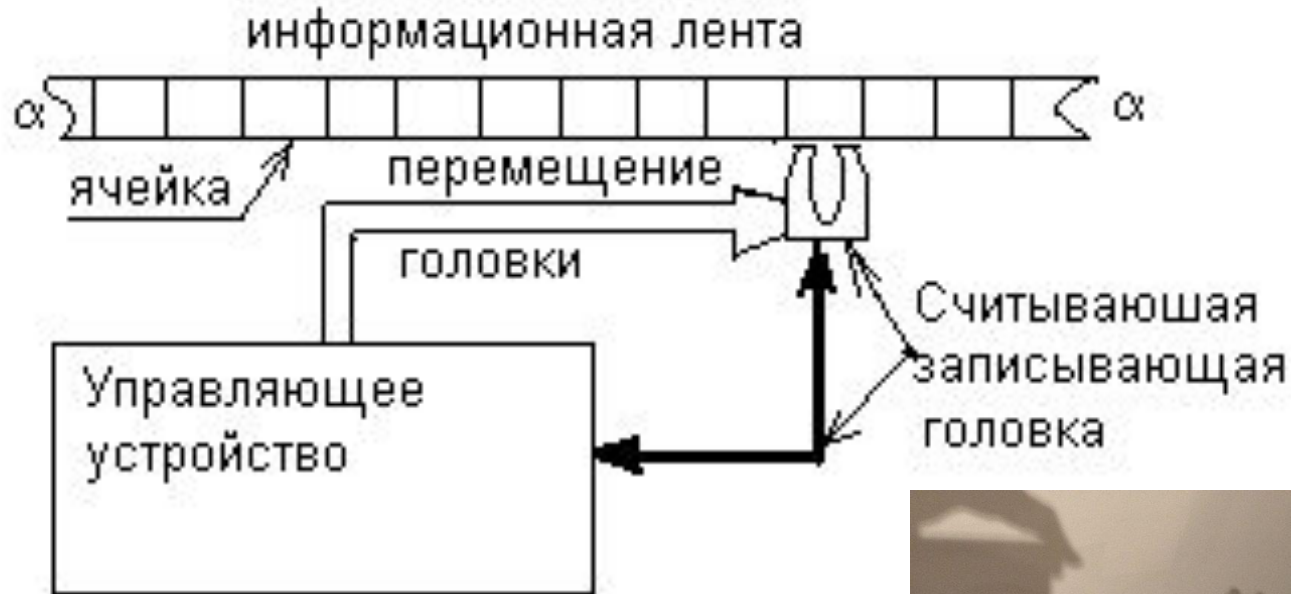 информационная лента
α α
ячейка
перемещение
головки
Считываюшая
записывающая
головка
Управляющее
устройство